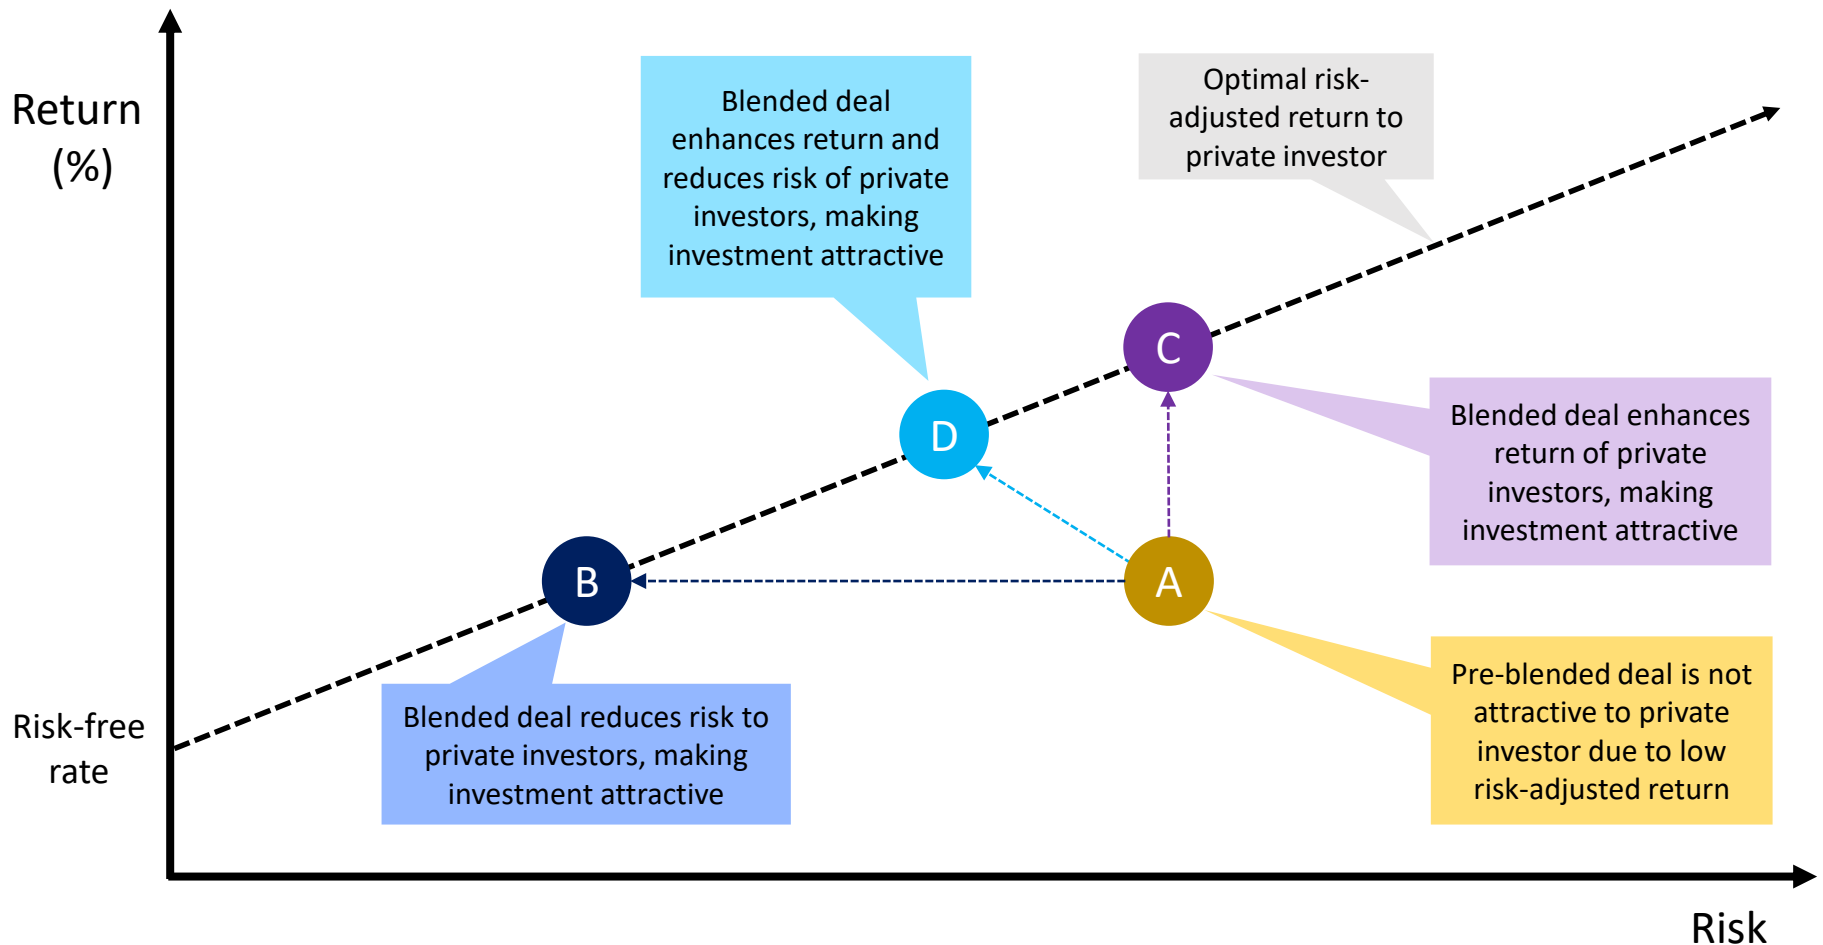 Return
(%)
Blended deal
enhances return and
reduces risk of private
investors, making
investment attractive
Optimal risk-
adjusted return to
private investor
C
D
Blended deal enhances
return of private
investors, making
investment attractive
B
A
Risk-free
rate
Blended deal reduces risk to
private investors, making
investment attractive
Pre-blended deal is not
attractive to private
investor due to low
risk-adjusted return
Risk